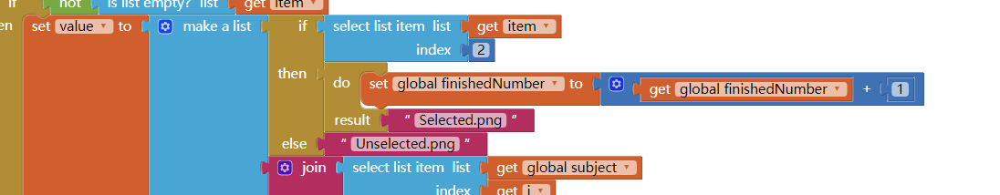 if not is list empty? list get item
then set value to make a list if select list item list get item
index 2
then do set global finishedNumber to get global finishedNumber + 1
result " Selected.png "
else " Unselected.png "
join select list item list get global subject
index get i